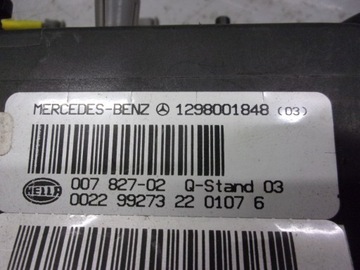 MERCEDES-BENZ 1298001848 (03)
HELLA 007 827-02 Q-Stand 03
0022 99273 22 0107 6